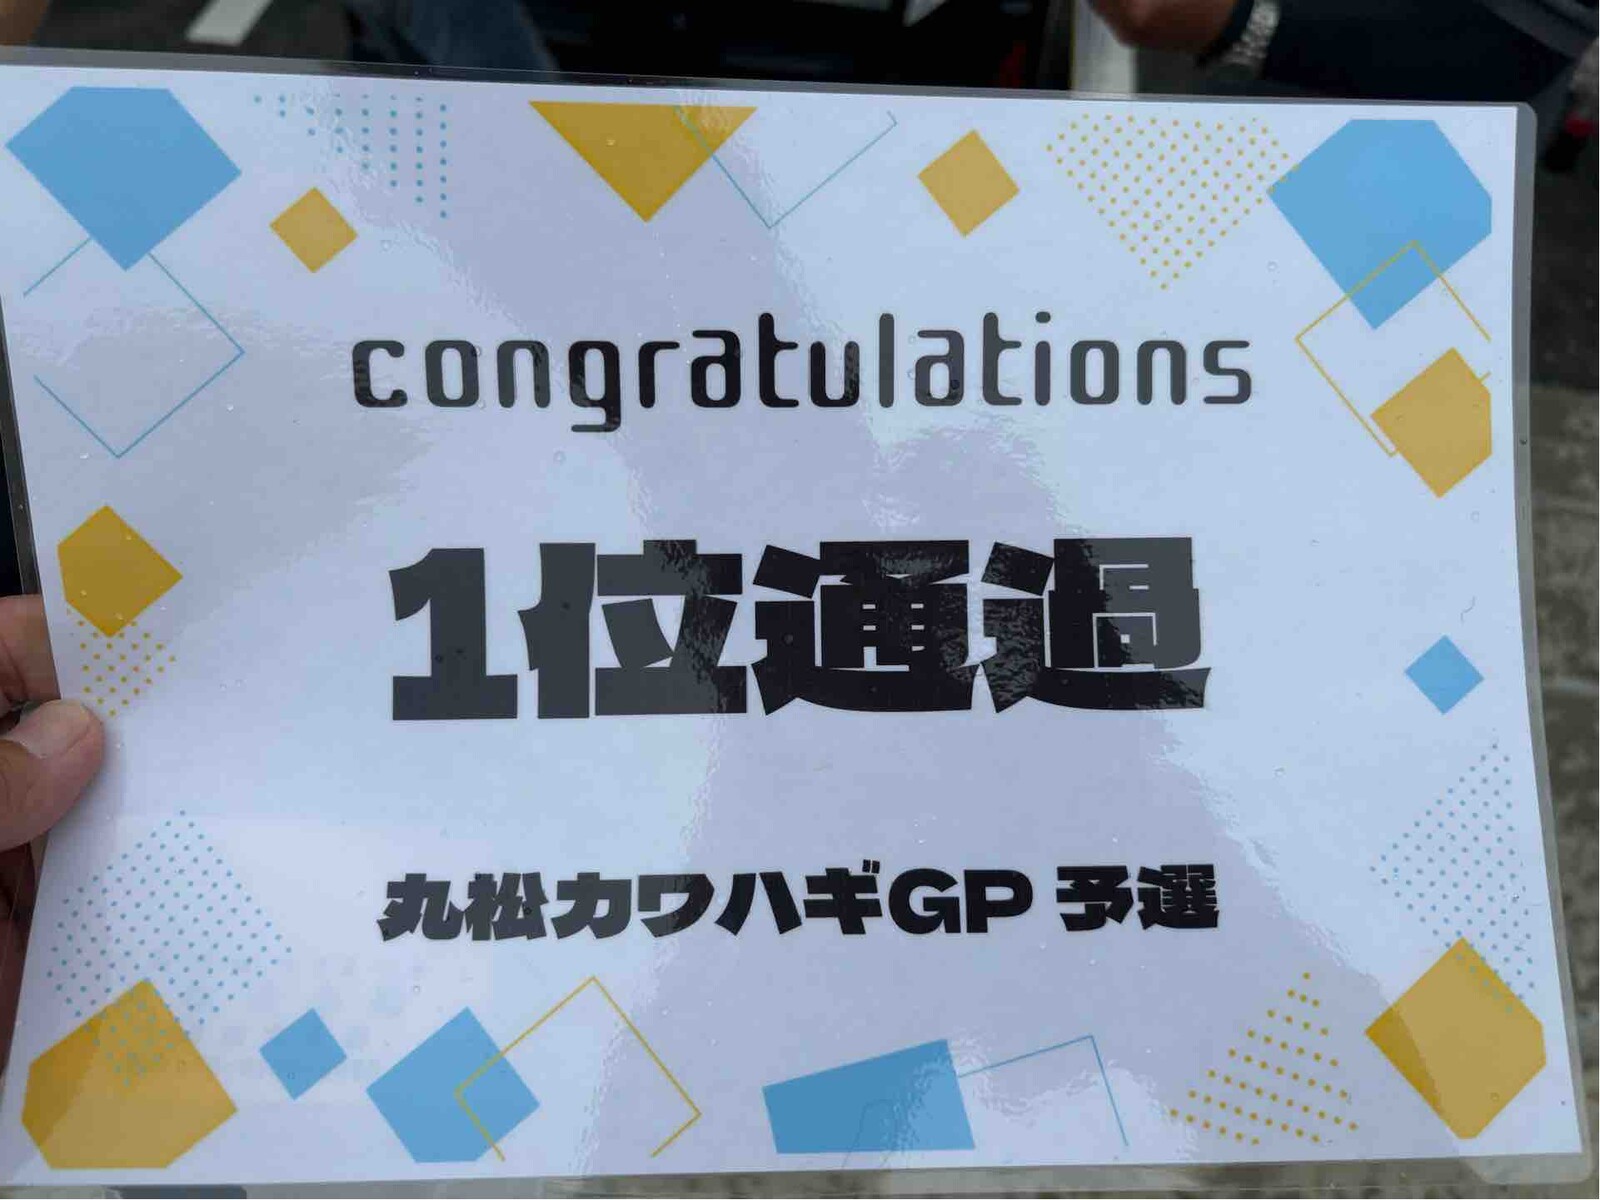 congratulations
1位通過
丸松カワハギGP 予選